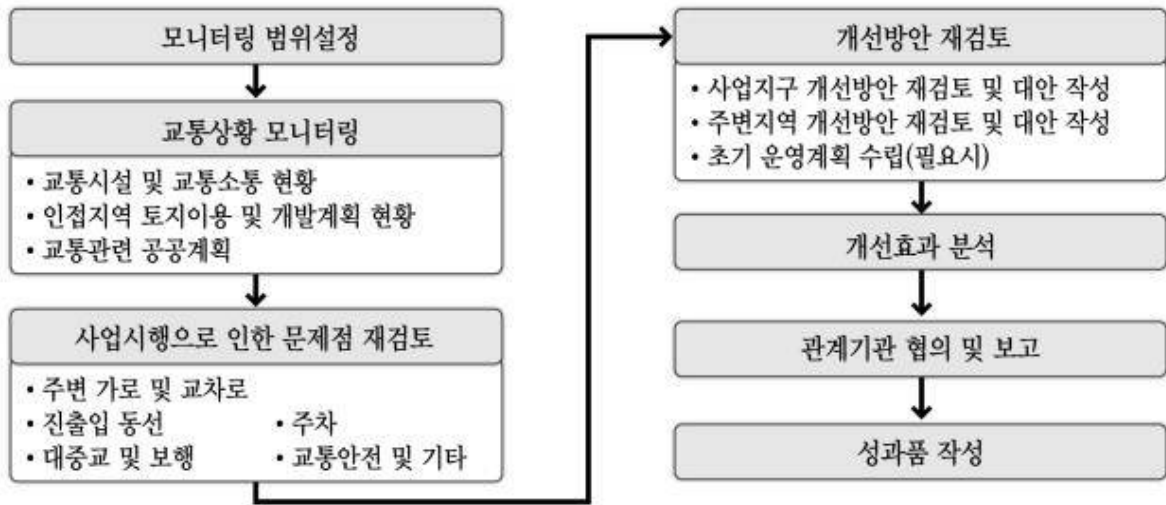 모니터링 범위설정
교통상황 모니터링
• 교통시설 및 교통소통 현황
• 인접지역 토지이용 및 개발계획 현황
• 교통관련 공공계획
사업시행으로 인한 문제점 재검토
• 주변 가로 및 교차로
• 진출입 동선 • 주차
• 대중교 및 보행 • 교통안전 및 기타
개선방안 재검토
• 사업지구 개선방안 재검토 및 대안 작성
• 주변지역 개선방안 재검토 및 대안 작성
• 초기 운영계획 수립(필요시)
개선효과 분석
관계기관 협의 및 보고
성과품 작성